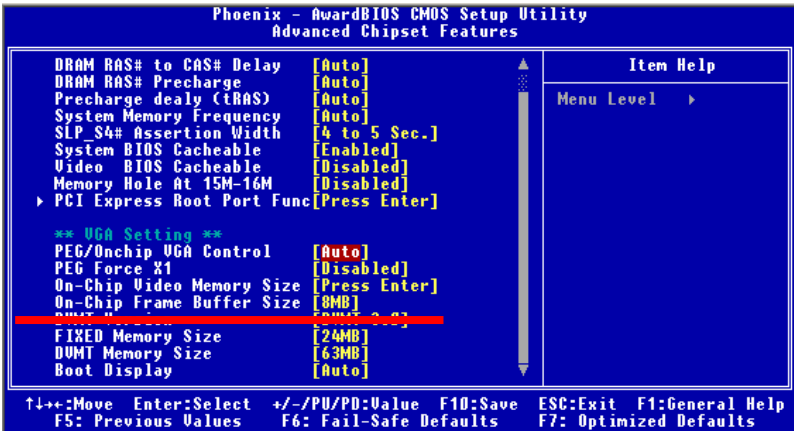 Phoenix - AwardBIOS CMOS Setup Utility
Advanced Chipset Features
DRAM RAS# to CAS# Delay [Auto]
DRAM RAS# Precharge [Auto]
Precharge dealy (tRAS) [Auto]
System Memory Frequency [Auto]
SLP_S4# Assertion Width [4 to 5 Sec.]
System BIOS Cacheable [Enabled]
Video BIOS Cacheable [Disabled]
Memory Hole At 15M-16M [Disabled]
▸ PCI Express Root Port Func[Press Enter]
** VGA Setting **
PEG/Onchip VGA Control [Auto]
PEG Force X1 [Disabled]
On-Chip Video Memory Size [Press Enter]
On-Chip Frame Buffer Size [8MB]
FIXED Memory Size [24MB]
DVMT Memory Size [63MB]
Boot Display [Auto]
Item Help
Menu Level ▸
↑↓→←:Move Enter:Select +/-/PU/PD:Value F10:Save ESC:Exit F1:General Help
F5: Previous Values F6: Fail-Safe Defaults F7: Optimized Defaults